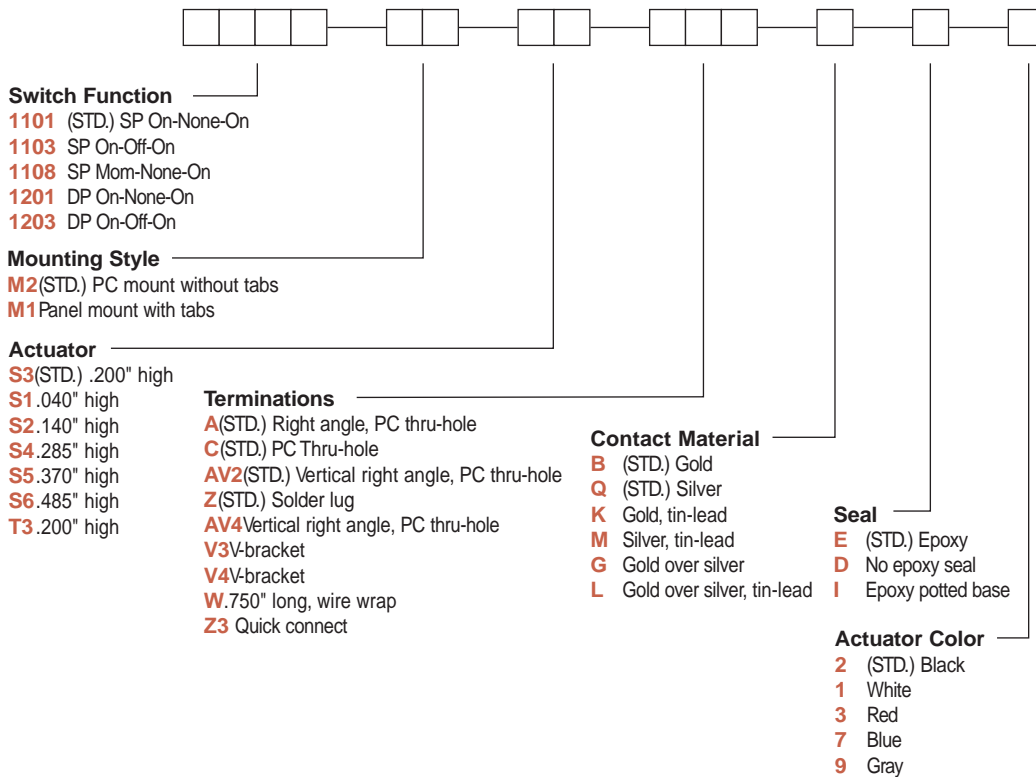 Switch Function
1101 (STD.) SP On-None-On
1103 SP On-Off-On
1108 SP Mom-None-On
1201 DP On-None-On
1203 DP On-Off-On
Mounting Style
M2(STD.) PC mount without tabs
M1Panel mount with tabs
Actuator
S3(STD.) .200" high
S1.040" high
S2.140" high
S4.285" high
S5.370" high
S6.485" high
T3.200" high
Terminations
A(STD.) Right angle, PC thru-hole
C(STD.) PC Thru-hole
AV2(STD.) Vertical right angle, PC thru-hole
Z(STD.) Solder lug
AV4Vertical right angle, PC thru-hole
V3V-bracket
V4V-bracket
W.750" long, wire wrap
Z3 Quick connect
Contact Material
B (STD.) Gold
Q (STD.) Silver
K Gold, tin-lead
M Silver, tin-lead
G Gold over silver
L Gold over silver, tin-lead
Seal
E (STD.) Epoxy
D No epoxy seal
I Epoxy potted base
Actuator Color
2 (STD.) Black
1 White
3 Red
7 Blue
9 Gray